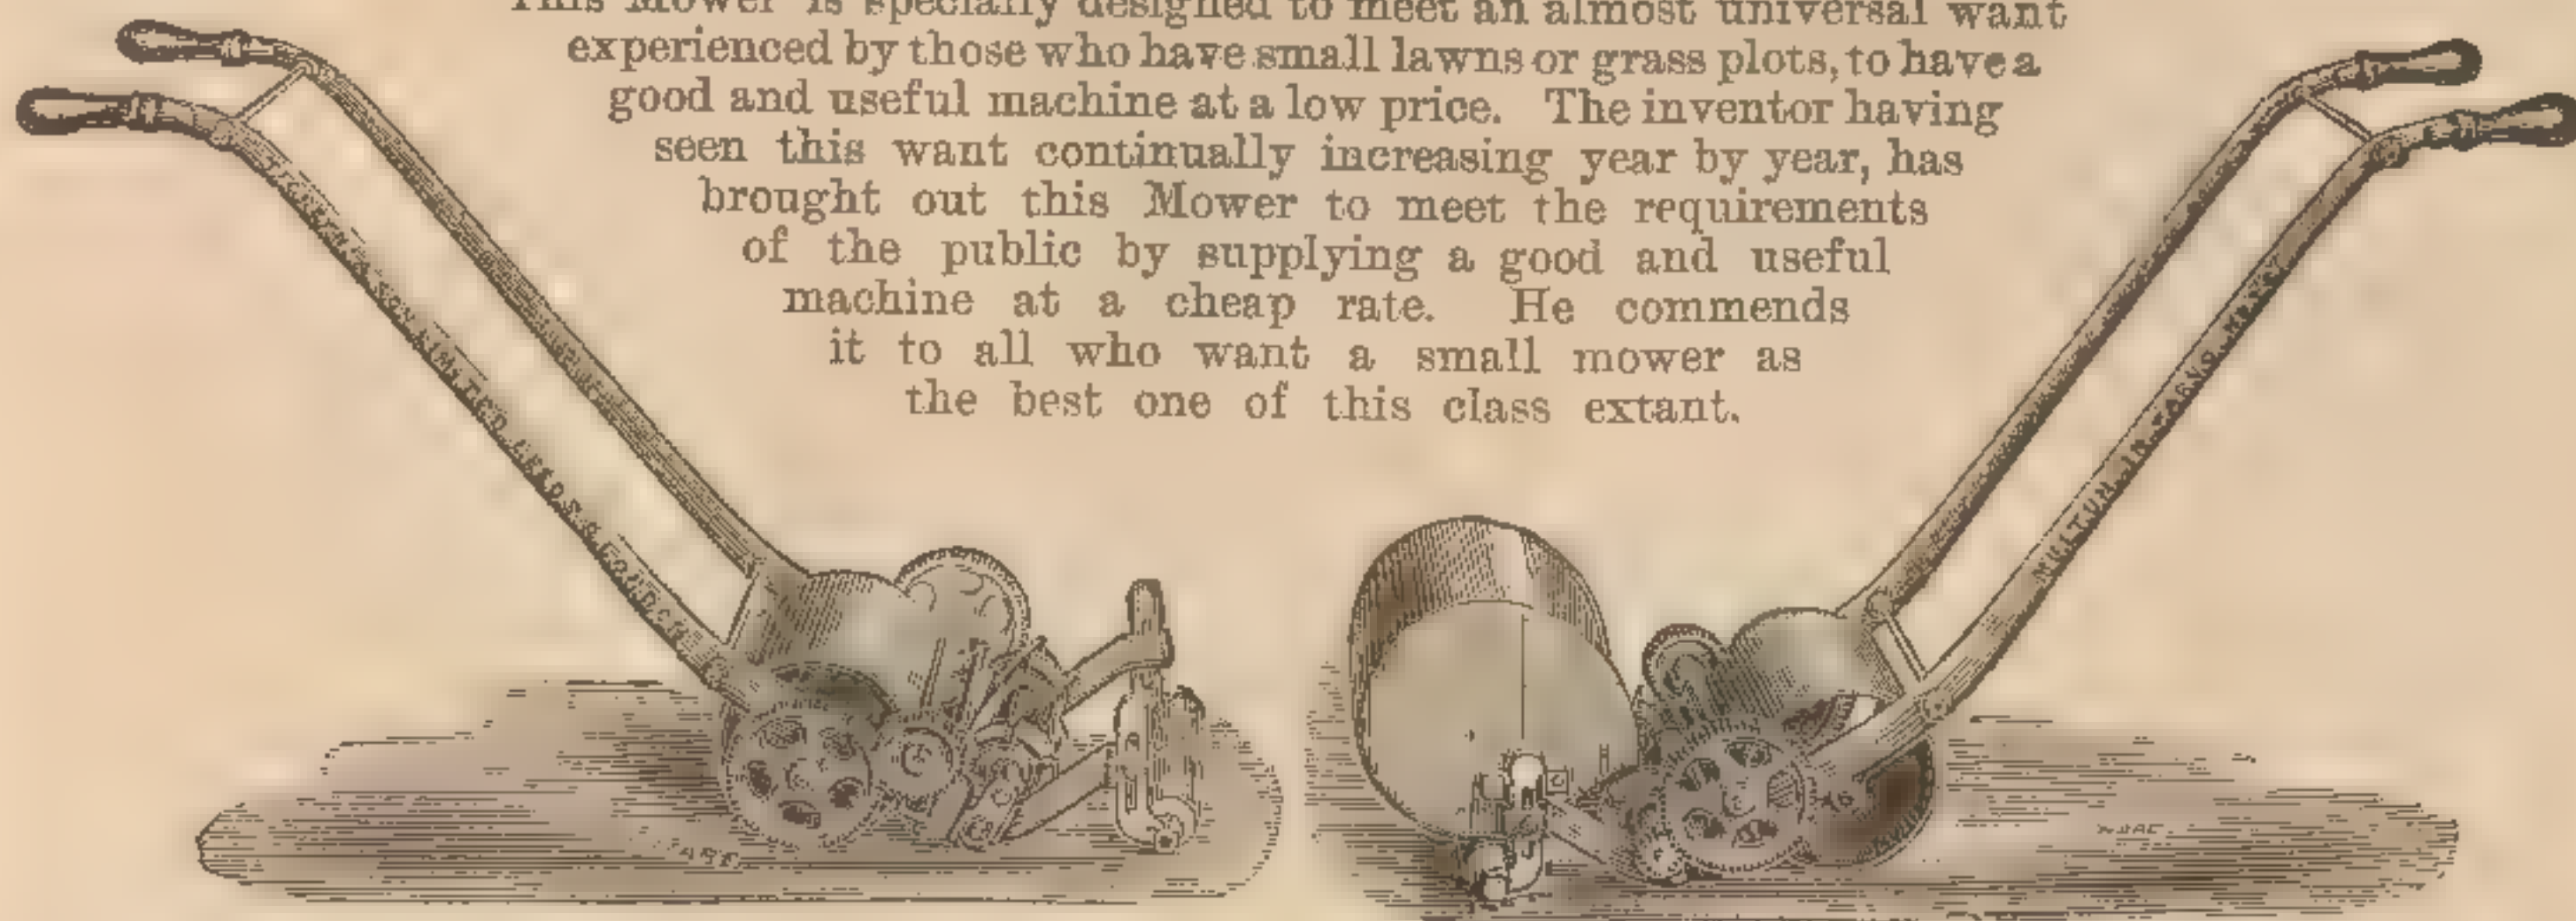 This Mower is specially designed to meet an almost universal want
experienced by those who have small lawns or grass plots, to have a
good and useful machine at a low price. The inventor having
seen this want continually increasing year by year, has
brought out this Mower to meet the requirements
of the public by supplying a good and useful
machine at a cheap rate. He commends
it to all who want a small mower as
the best one of this class extant.
MULTUM IN PARVO